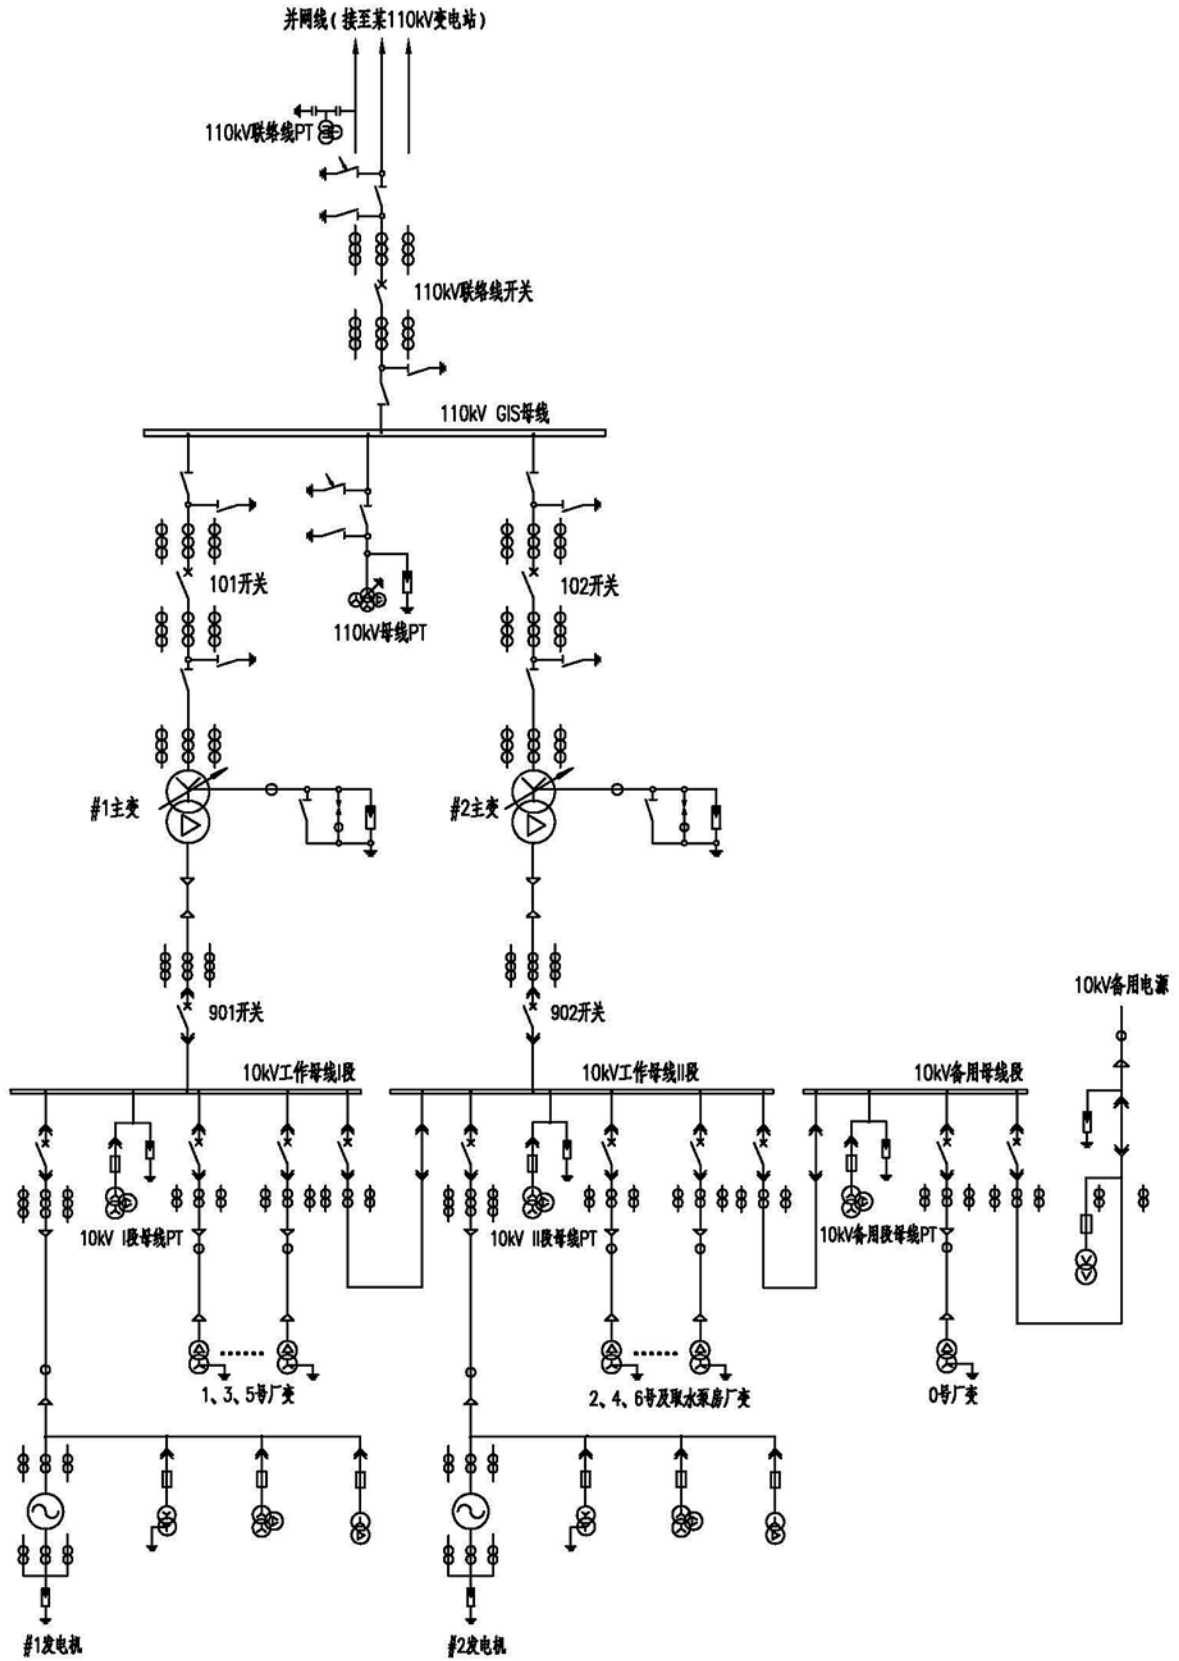 并网线(接至某110kV变电站)
110kV联络线PT
110kV联络线开关
110kV GIS母线
101开关
102开关
110kV母线PT
#1主变
#2主变
901开关
902开关
10kV备用电源
10kV工作母线I段
10kV工作母线II段
10kV备用母线段
10kV I段母线PT
10kV II段母线PT
10kV备用段母线PT
1、3、5号厂变
2、4、6号及取水泵房厂变
0号厂变
#1发电机
#2发电机